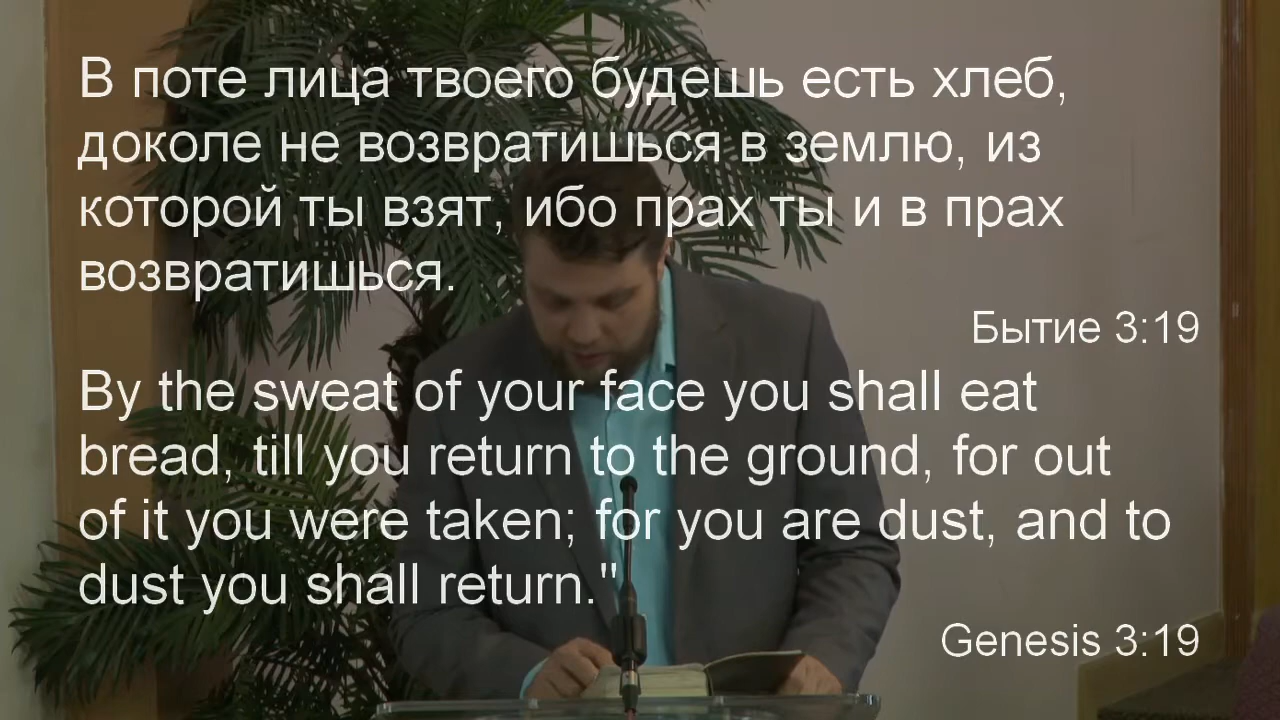 В поте лица твоего будешь есть хлеб,
доколе не возвратишься в землю, из
которой ты взят, ибо прах ты и в прах
возвратишься.
Бытие 3:19
By the sweat of your face you shall eat
bread, till you return to the ground, for out
of it you were taken; for you are dust, and to
dust you shall return."
Genesis 3:19